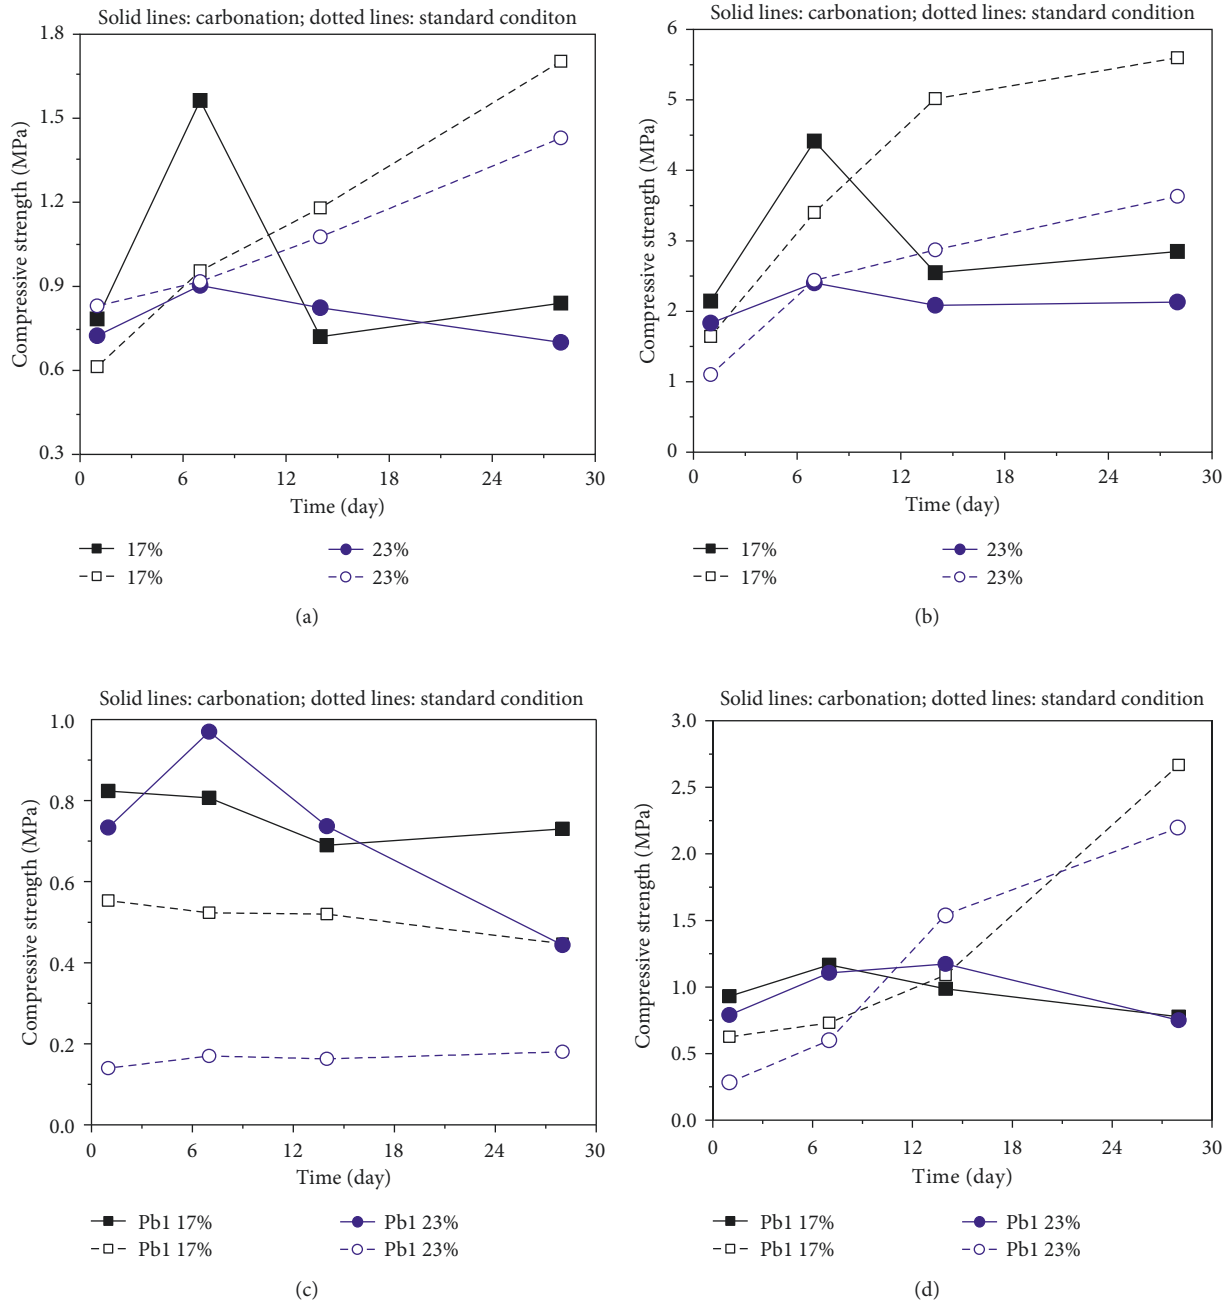 Solid lines: carbonation; dotted lines: standard conditon
1.8
1.5
1.2
0.9
0.6
0.3
Compressive strength (MPa)
0 6 12 18 24 30
Time (day)
17% 23%
17% 23%
(a)
Solid lines: carbonation; dotted lines: standard condition
6
5
4
3
2
1
0
Compressive strength (MPa)
0 6 12 18 24 30
Time (day)
17% 23%
17% 23%
(b)
Solid lines: carbonation; dotted lines: standard condition
1.0
0.8
0.6
0.4
0.2
0.0
Compressive strength (MPa)
0 6 12 18 24 30
Time (day)
Pb1 17% Pb1 23%
Pb1 17% Pb1 23%
(c)
Solid lines: carbonation; dotted lines: standard condition
3.0
2.5
2.0
1.5
1.0
0.5
0.0
Compressive strength (MPa)
0 6 12 18 24 30
Time (day)
Pb1 17% Pb1 23%
Pb1 17% Pb1 23%
(d)